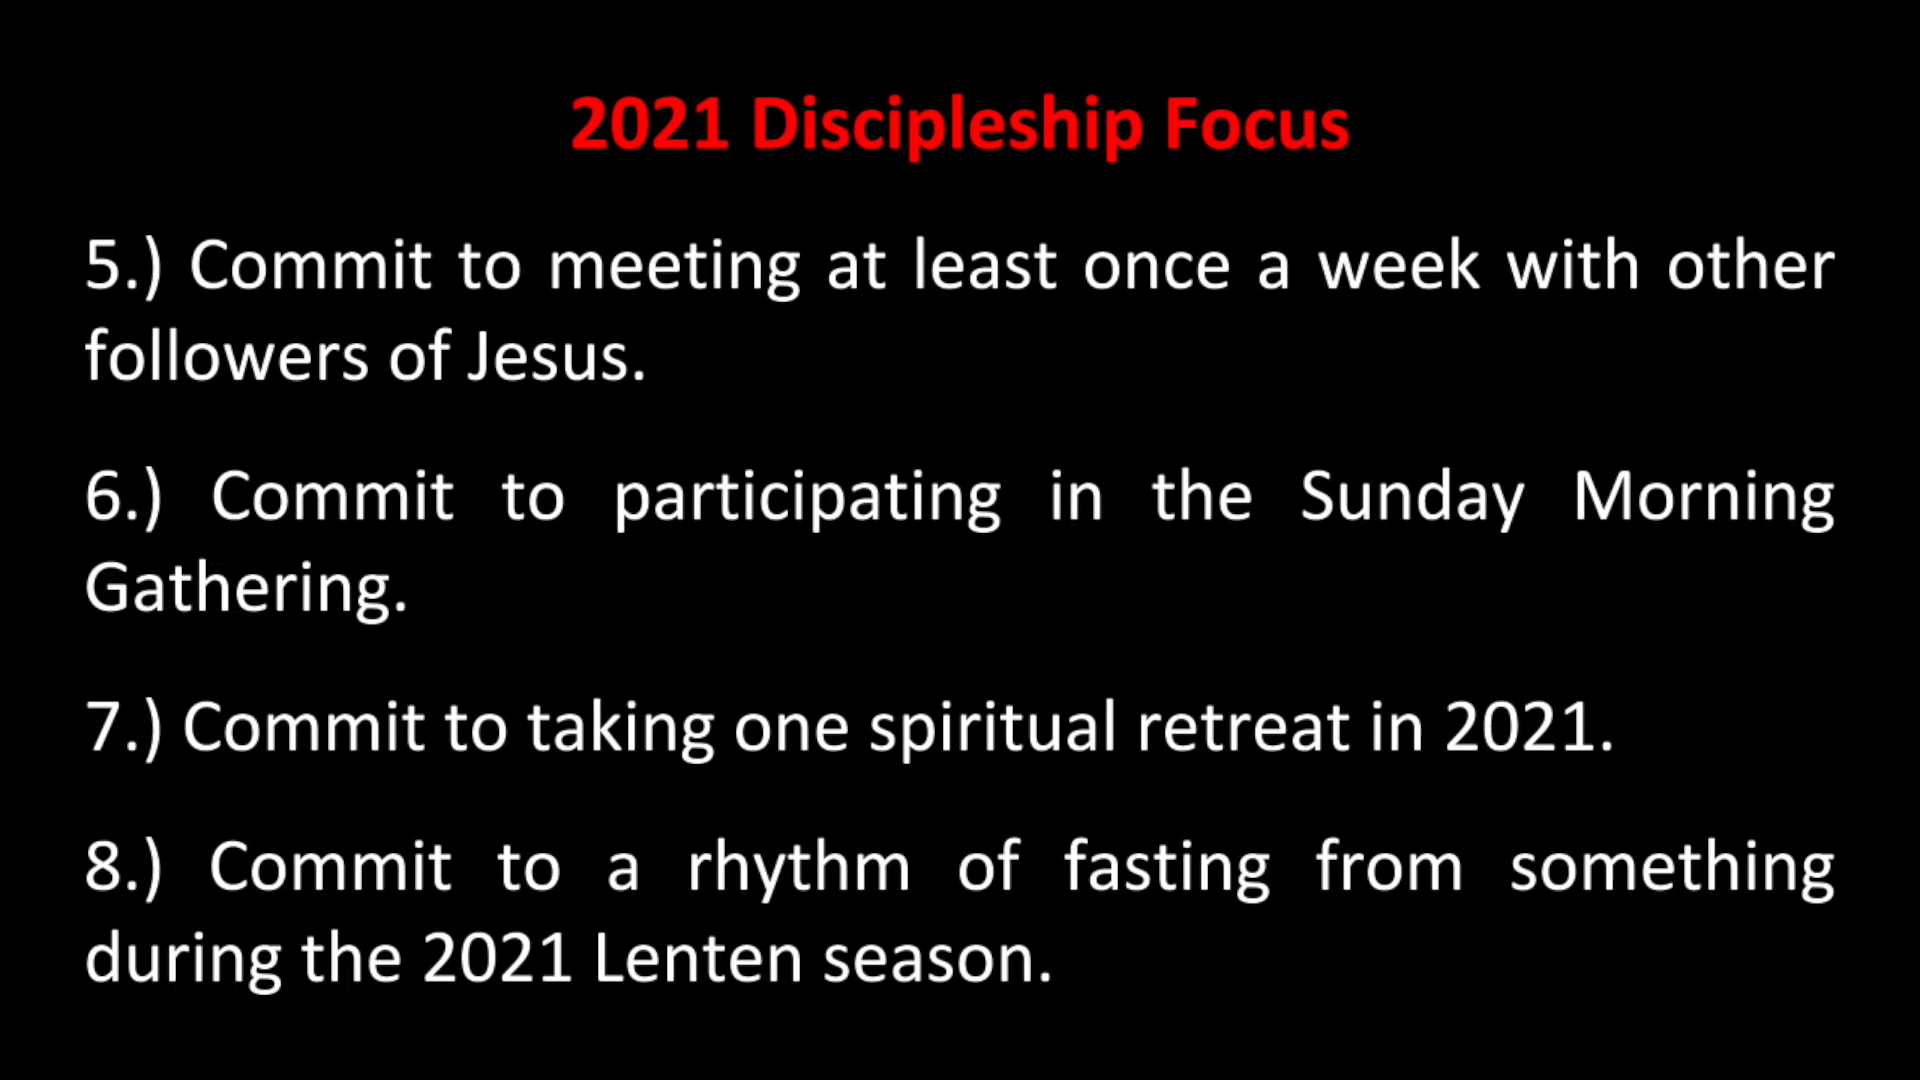 2021 Discipleship Focus
5.) Commit to meeting at least once a week with other
followers of Jesus.
6.) Commit to participating in the Sunday Morning
Gathering.
7.) Commit to taking one spiritual retreat in 2021.
8.) Commit to a rhythm of fasting from something
during the 2021 Lenten season.